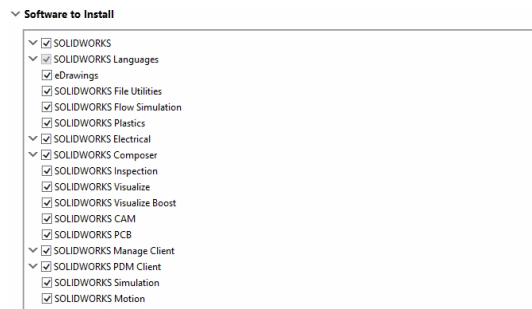 Software to Install
SOLIDWORKS
SOLIDWORKS Languages
eDrawings
SOLIDWORKS File Utilities
SOLIDWORKS Flow Simulation
SOLIDWORKS Plastics
SOLIDWORKS Electrical
SOLIDWORKS Composer
SOLIDWORKS Inspection
SOLIDWORKS Visualize
SOLIDWORKS Visualize Boost
SOLIDWORKS CAM
SOLIDWORKS PCB
SOLIDWORKS Manage Client
SOLIDWORKS PDM Client
SOLIDWORKS Simulation
SOLIDWORKS Motion